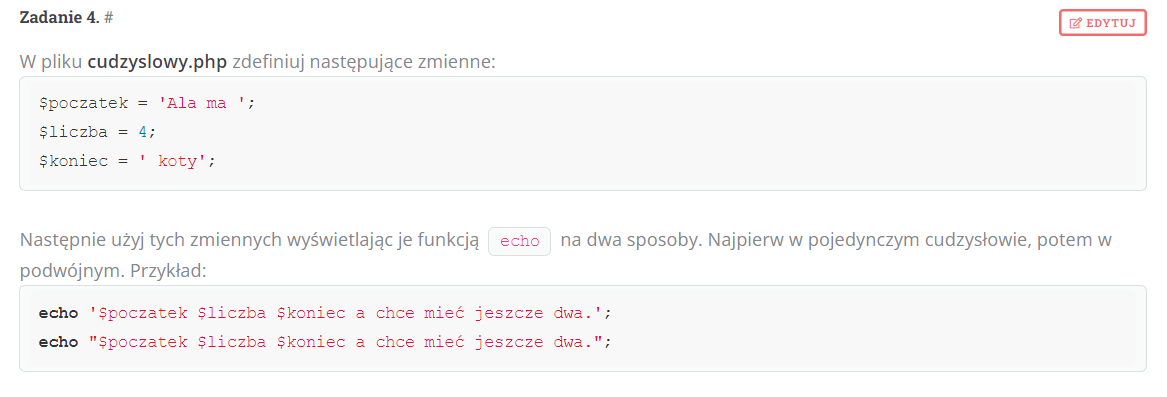 Zadanie 4. #
EDYTUJ
W pliku cudzyslowy.php zdefiniuj następujące zmienne:
$poczatek = 'Ala ma ';
$liczba = 4;
$koniec = ' koty';
Następnie użyj tych zmiennych wyświetlając je funkcją echo na dwa sposoby. Najpierw w pojedynczym cudzysłowie, potem w
podwójnym. Przykład:
echo '$poczatek $liczba $koniec a chce mieć jeszcze dwa.';
echo "$poczatek $liczba $koniec a chce mieć jeszcze dwa.";